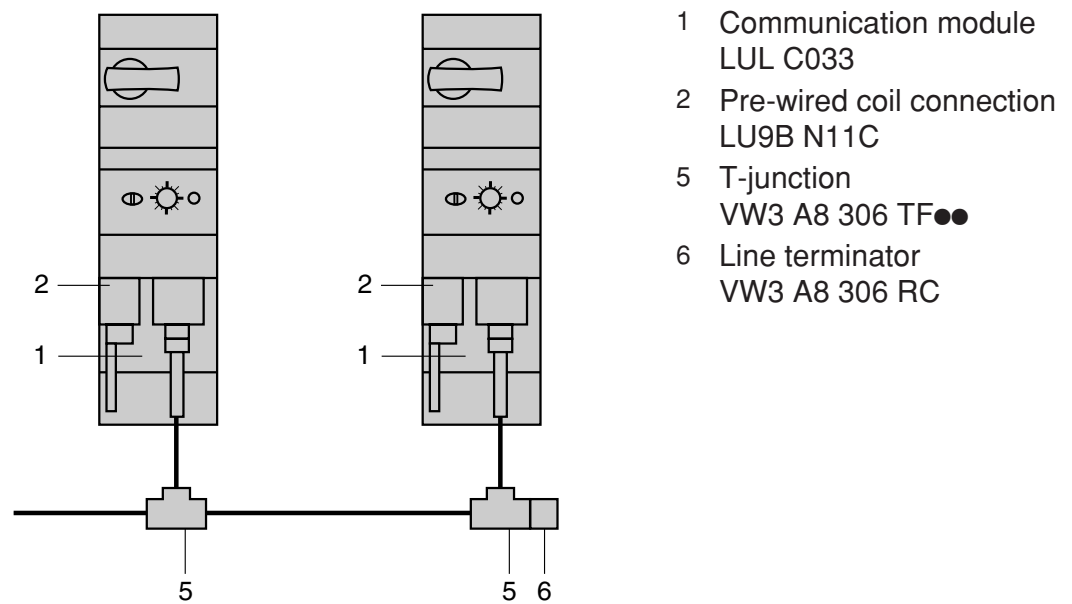 1 Communication module
LUL C033
2 Pre-wired coil connection
LU9B N11C
5 T-junction
VW3 A8 306 TF●●
6 Line terminator
VW3 A8 306 RC
2 2
1 1
5 5 6